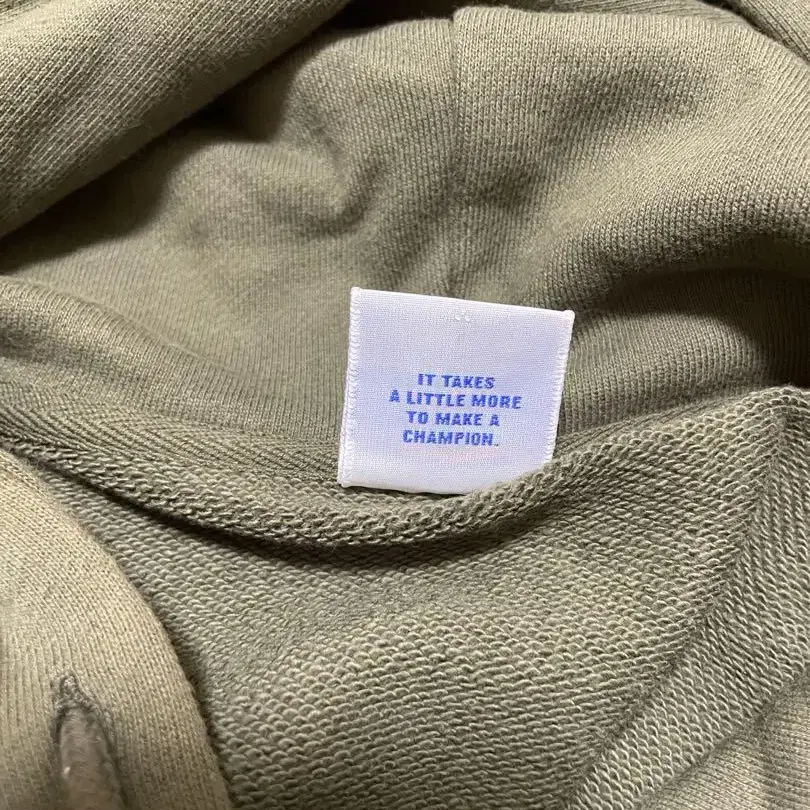 IT TAKES
A LITTLE MORE
TO MAKE A
CHAMPION.